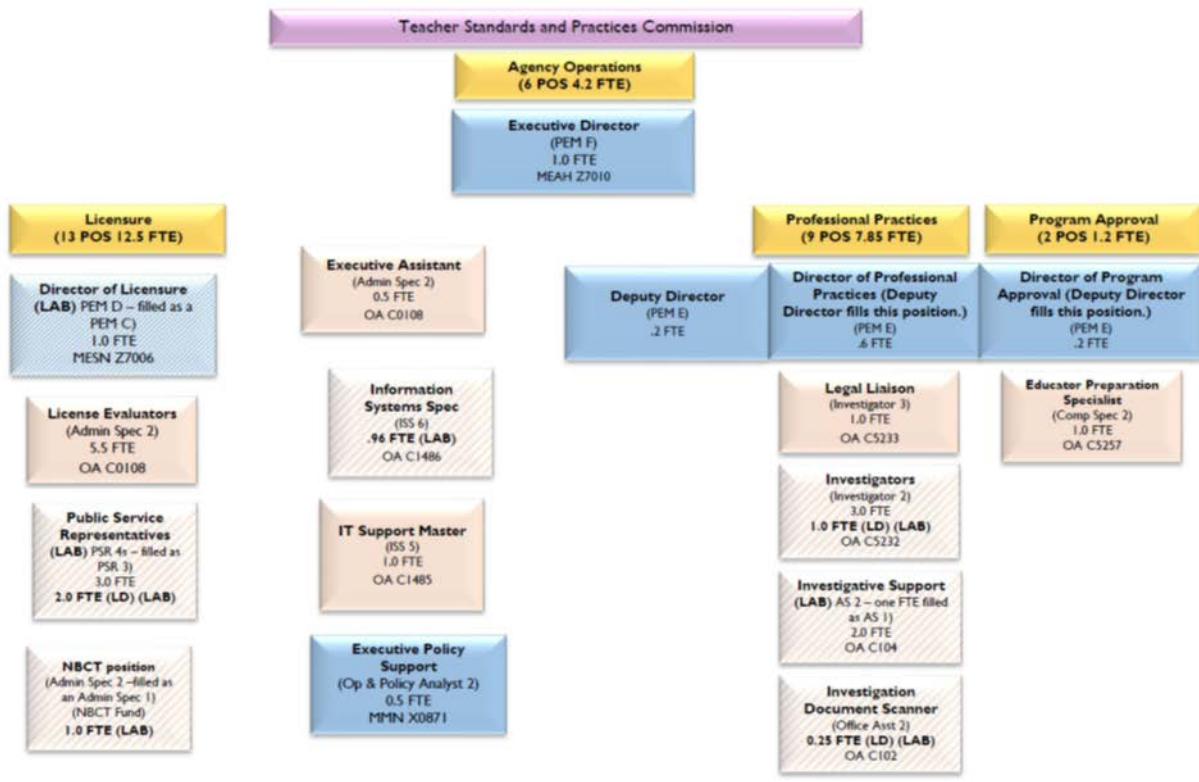 Teacher Standards and Practices Commission
Agency Operations
(6 POS 4.2 FTE)
Executive Director
(PEM F)
1.0 FTE
MEAH Z7010
Licensure
(13 POS 12.5 FTE)
Director of Licensure
(LAB) PEM D – filled as a
PEM C)
1.0 FTE
MESN Z7006
License Evaluators
(Admin Spec 2)
5.5 FTE
OA C0108
Public Service
Representatives
(LAB) PSR 4s – filled as
PSR 3)
3.0 FTE
2.0 FTE (LD) (LAB)
NBCT position
(Admin Spec 2 –filled as
an Admin Spec 1)
(NBCT Fund)
1.0 FTE (LAB)
Executive Assistant
(Admin Spec 2)
0.5 FTE
OA C0108
Information
Systems Spec
(ISS 6)
.96 FTE (LAB)
OA C1486
IT Support Master
(ISS 5)
1.0 FTE
OA C1485
Executive Policy
Support
(Op & Policy Analyst 2)
0.5 FTE
MMN X0871
Deputy Director
(PEM E)
.2 FTE
Professional Practices
(9 POS 7.85 FTE)
Director of Professional
Practices (Deputy
Director fills this position.)
(PEM E)
.6 FTE
Legal Liaison
(Investigator 3)
1.0 FTE
OA C5233
Investigators
(Investigator 2)
3.0 FTE
1.0 FTE (LD) (LAB)
OA C5232
Investigative Support
(LAB) AS 2 – one FTE filled
as AS 1)
2.0 FTE
OA C104
Investigation
Document Scanner
(Office Asst 2)
0.25 FTE (LD) (LAB)
OA C102
Program Approval
(2 POS 1.2 FTE)
Director of Program
Approval (Deputy Director
fills this position.)
(PEM E)
.2 FTE
Educator Preparation
Specialist
(Comp Spec 2)
1.0 FTE
OA C5257